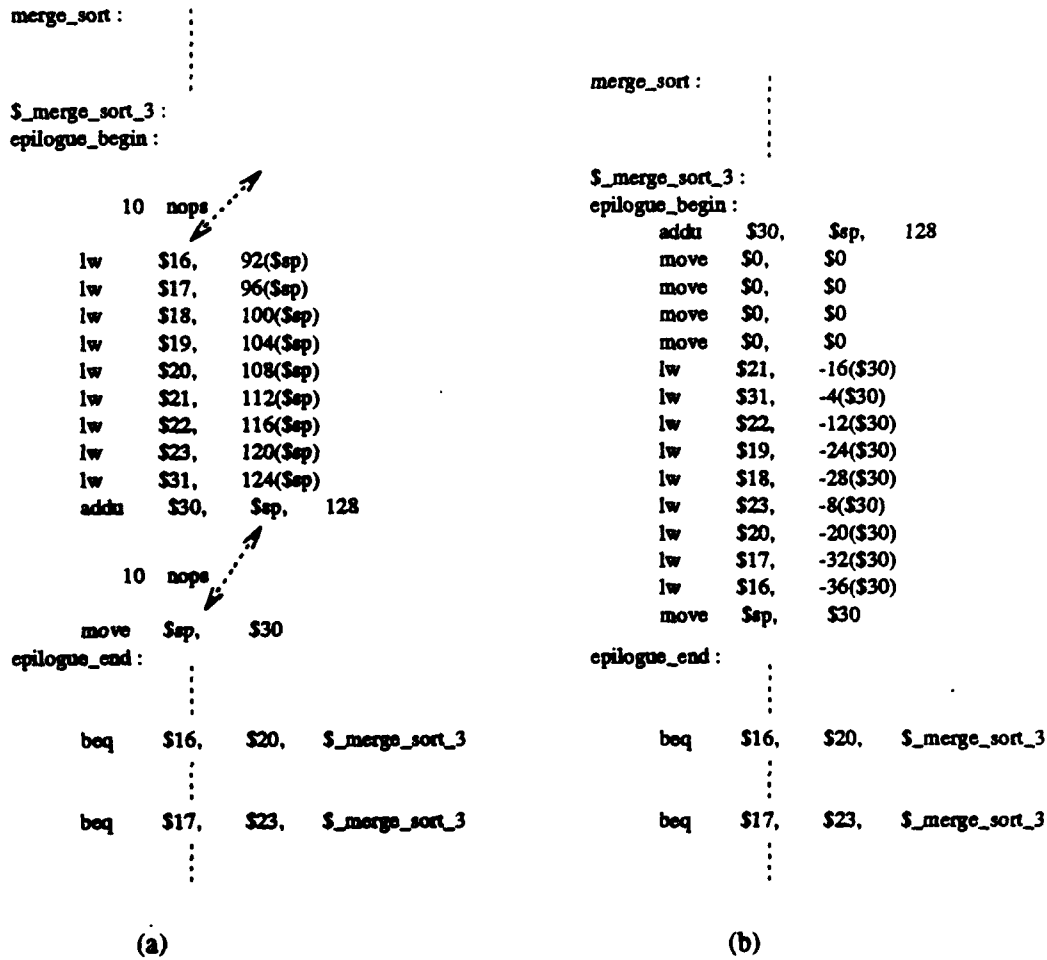 merge_sort :
$_merge_sort_3 :
epilogue_begin :
10 nops
lw $16, 92($sp)
lw $17, 96($sp)
lw $18, 100($sp)
lw $19, 104($sp)
lw $20, 108($sp)
lw $21, 112($sp)
lw $22, 116($sp)
lw $23, 120($sp)
lw $31, 124($sp)
addu $30, $sp, 128
10 nops
move $sp, $30
epilogue_end :
beq $16, $20, $_merge_sort_3
beq $17, $23, $_merge_sort_3
(a)
merge_sort :
$_merge_sort_3 :
epilogue_begin :
addu $30, $sp, 128
move $0, $0
move $0, $0
move $0, $0
move $0, $0
lw $21, -16($30)
lw $31, -4($30)
lw $22, -12($30)
lw $19, -24($30)
lw $18, -28($30)
lw $23, -8($30)
lw $20, -20($30)
lw $17, -32($30)
lw $16, -36($30)
move $sp, $30
epilogue_end :
beq $16, $20, $_merge_sort_3
beq $17, $23, $_merge_sort_3
(b)